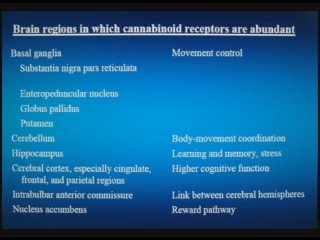 Brain regions in which cannabinoid receptors are abundant
Basal ganglia Movement control
Substantia nigra pars reticulata
Entopeduncular nucleus
Globus pallidus
Putamen
Cerebellum Body-movement coordination
Hippocampus Learning and memory, stress
Cerebral cortex, especially cingulate, Higher cognitive function
frontal, and parietal regions
Intrabulbar anterior commissure Link between cerebral hemispheres
Nucleus accumbens Reward pathway